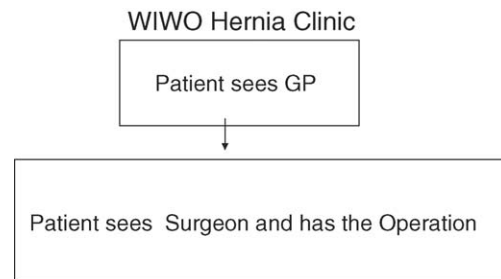 WIWO Hernia Clinic
Patient sees GP
Patient sees Surgeon and has the Operation